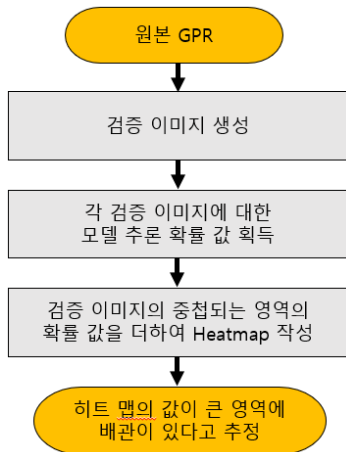 원본 GPR
검증 이미지 생성
각 검증 이미지에 대한
모델 추론 확률 값 획득
검증 이미지의 중첩되는 영역의
확률 값을 더하여 Heatmap 작성
히트 맵의 값이 큰 영역에
배관이 있다고 추정